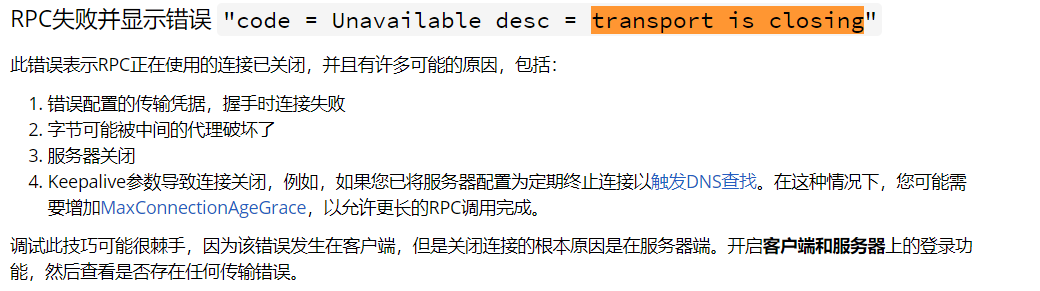 RPC失败并显示错误 "code = Unavailable desc = transport is closing"
此错误表示RPC正在使用的连接已关闭，并且有许多可能的原因，包括：
1. 错误配置的传输凭据，握手时连接失败
2. 字节可能被中间的代理破坏了
3. 服务器关闭
4. Keepalive参数导致连接关闭，例如，如果您已将服务器配置为定期终止连接以触发DNS查找。在这种情况下，您可能需
要增加MaxConnectionAgeGrace，以允许更长的RPC调用完成。
调试此技巧可能很棘手，因为该错误发生在客户端，但是关闭连接的根本原因是在服务器端。开启客户端和服务器上的登录功
能，然后查看是否存在任何传输错误。